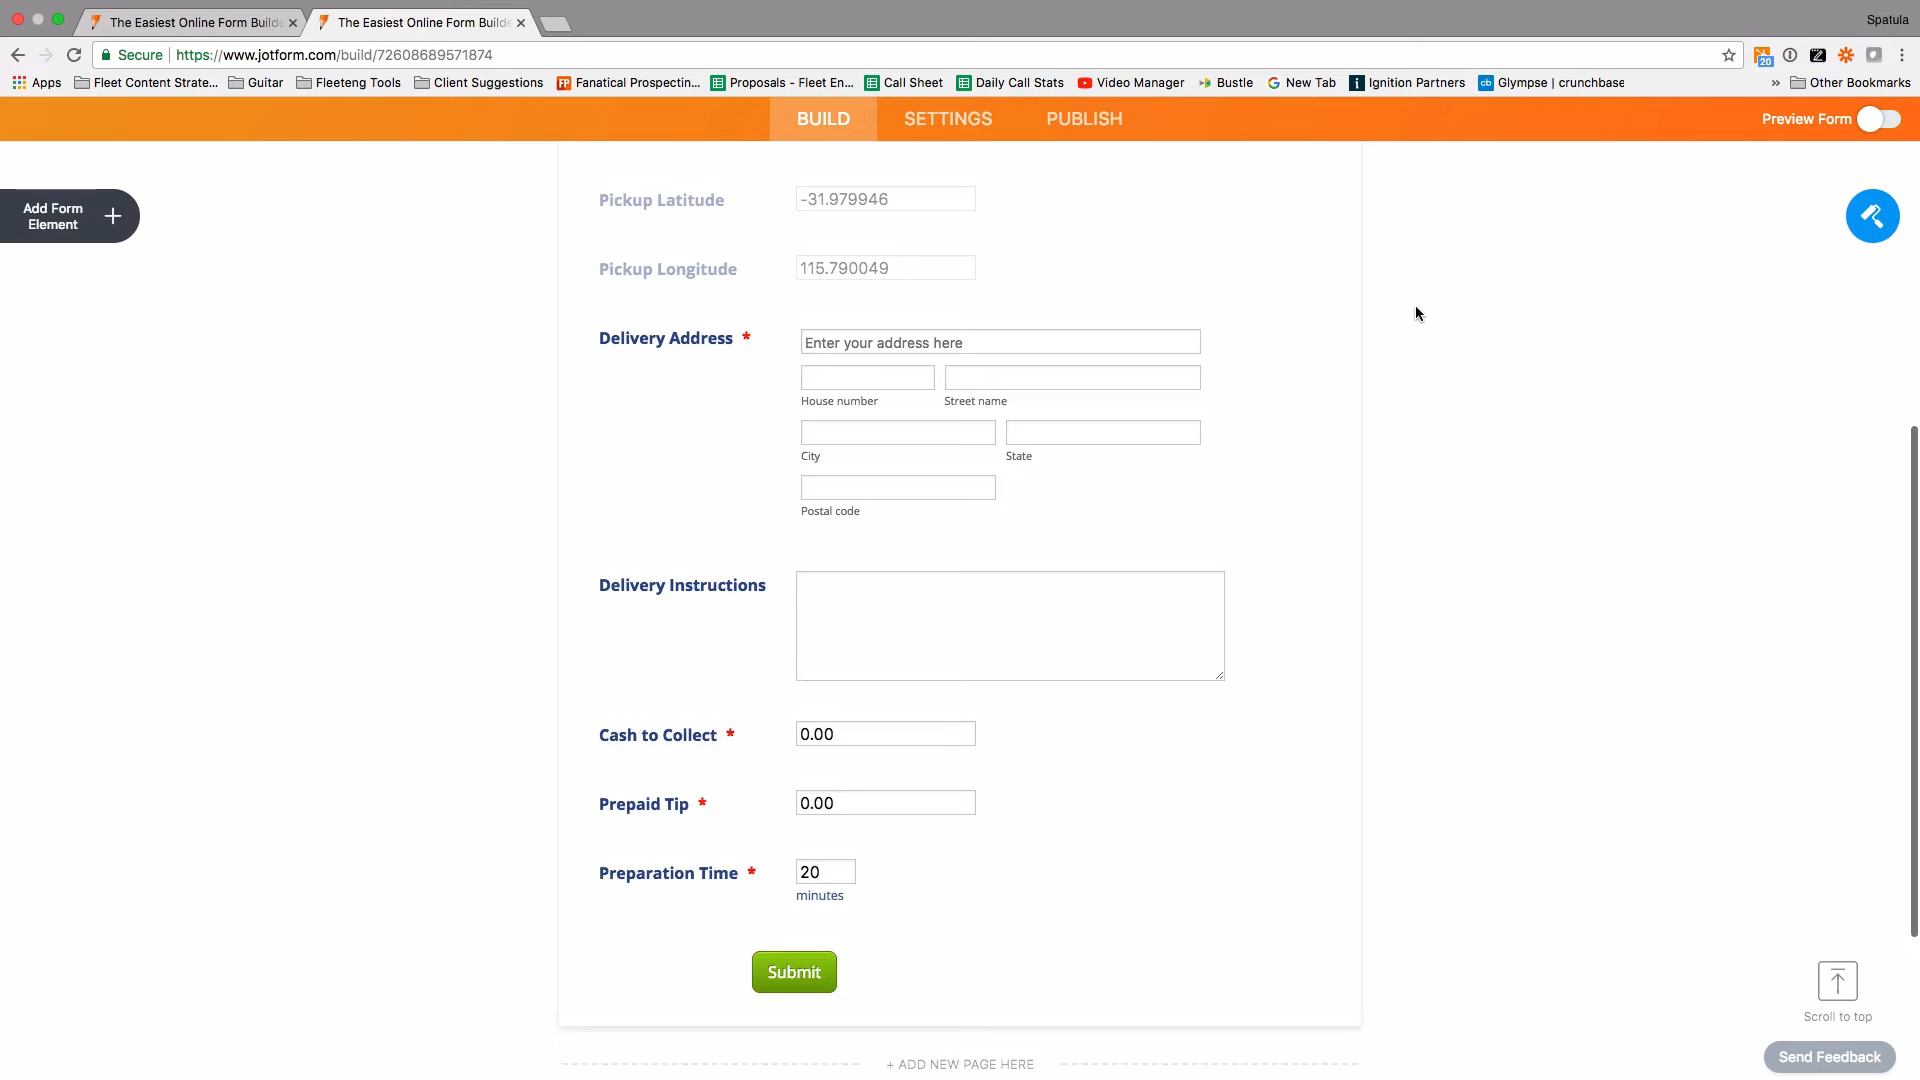 Spatula
The Easiest Online Form Builde
The Easiest Online Form Builde
Secure
https://www.jotform.com/build/72608689571874
20
Apps
Fleet Content Strate...
Guitar
Fleeteng Tools
Client Suggestions
FP
Fanatical Prospectin...
Proposals - Fleet En...
Call Sheet
Daily Call Stats
Video Manager
Bustle
New Tab
Ignition Partners
cb
Glympse | crunchbase
»
Other Bookmarks
BUILD
SETTINGS
PUBLISH
Preview Form
Add Form
Element
Pickup Latitude
-31.979946
Pickup Longitude
115.790049
Delivery Address *
Enter your address here
House number
Street name
City
State
Postal code
Delivery Instructions
Cash to Collect *
0.00
Prepaid Tip *
0.00
Preparation Time *
20
minutes
Submit
Scroll to top
+ ADD NEW PAGE HERE
Send Feedback